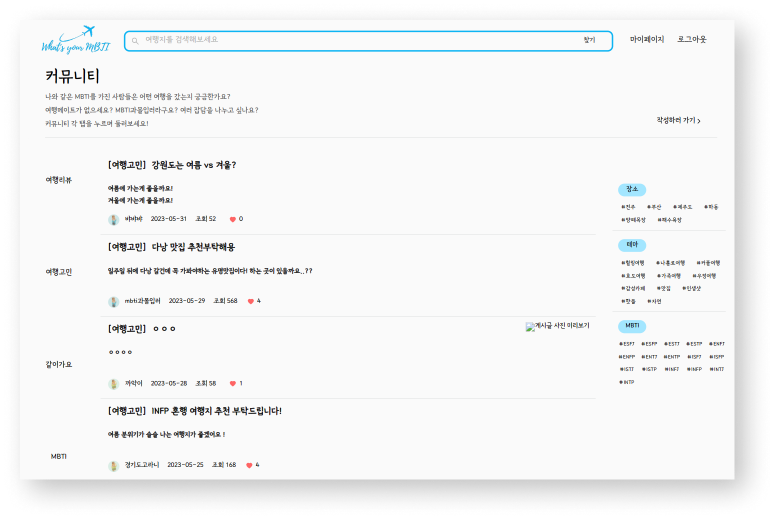 What's your MBTI
여행지를 검색해보세요
찾기
마이페이지
로그아웃
커뮤니티
나와 같은 MBTI를 가진 사람들은 어떤 여행을 갔는지 궁금한가요?
여행메이트가 없으세요? MBTI과몰입러라구요? 여러 잡담을 나누고 싶나요?
커뮤니티 각 탭을 누르며 둘러보세요!
작성하러 가기 >
여행리뷰
여행고민
같이가요
MBTI
[여행고민] 강원도는 여름 vs 겨울?
여름에 가는게 좋을까요!
겨울에 가는게 좋을까요!
2023-05-31 조회 52 0
[여행고민] 다낭 맛집 추천부탁해용
일주일 뒤에 다낭 갈건데 꼭 가봐야하는 유명맛집이다! 하는 곳이 있을까요..??
mbti과몰입러 2023-05-29 조회 568 4
[여행고민] ㅇㅇㅇ
ㅇㅇㅇㅇ
게시글 사진 미리보기
까악이 2023-05-28 조회 58 1
[여행고민] INFP 혼행 여행지 추천 부탁드립니다!
여름 분위기가 솔솔 나는 여행지가 좋겠어요 !
경기도고라니 2023-05-25 조회 168 4
장소
#전주 #부산 #제주도 #하동
#망메욕장 #해수욕장
테마
#힐링여행 #나홀로여행 #커플여행
#효도여행 #가족여행 #우정여행
#감성카페 #맛집 #인생샷
#핫플 #자연
MBTI
#ESFJ #ESFP #ESTJ #ESTP #ENFJ
#ENFP #ENTJ #ENTP #ISFJ #ISFP
#ISTJ #ISTP #INFJ #INFP #INTJ
#INTP